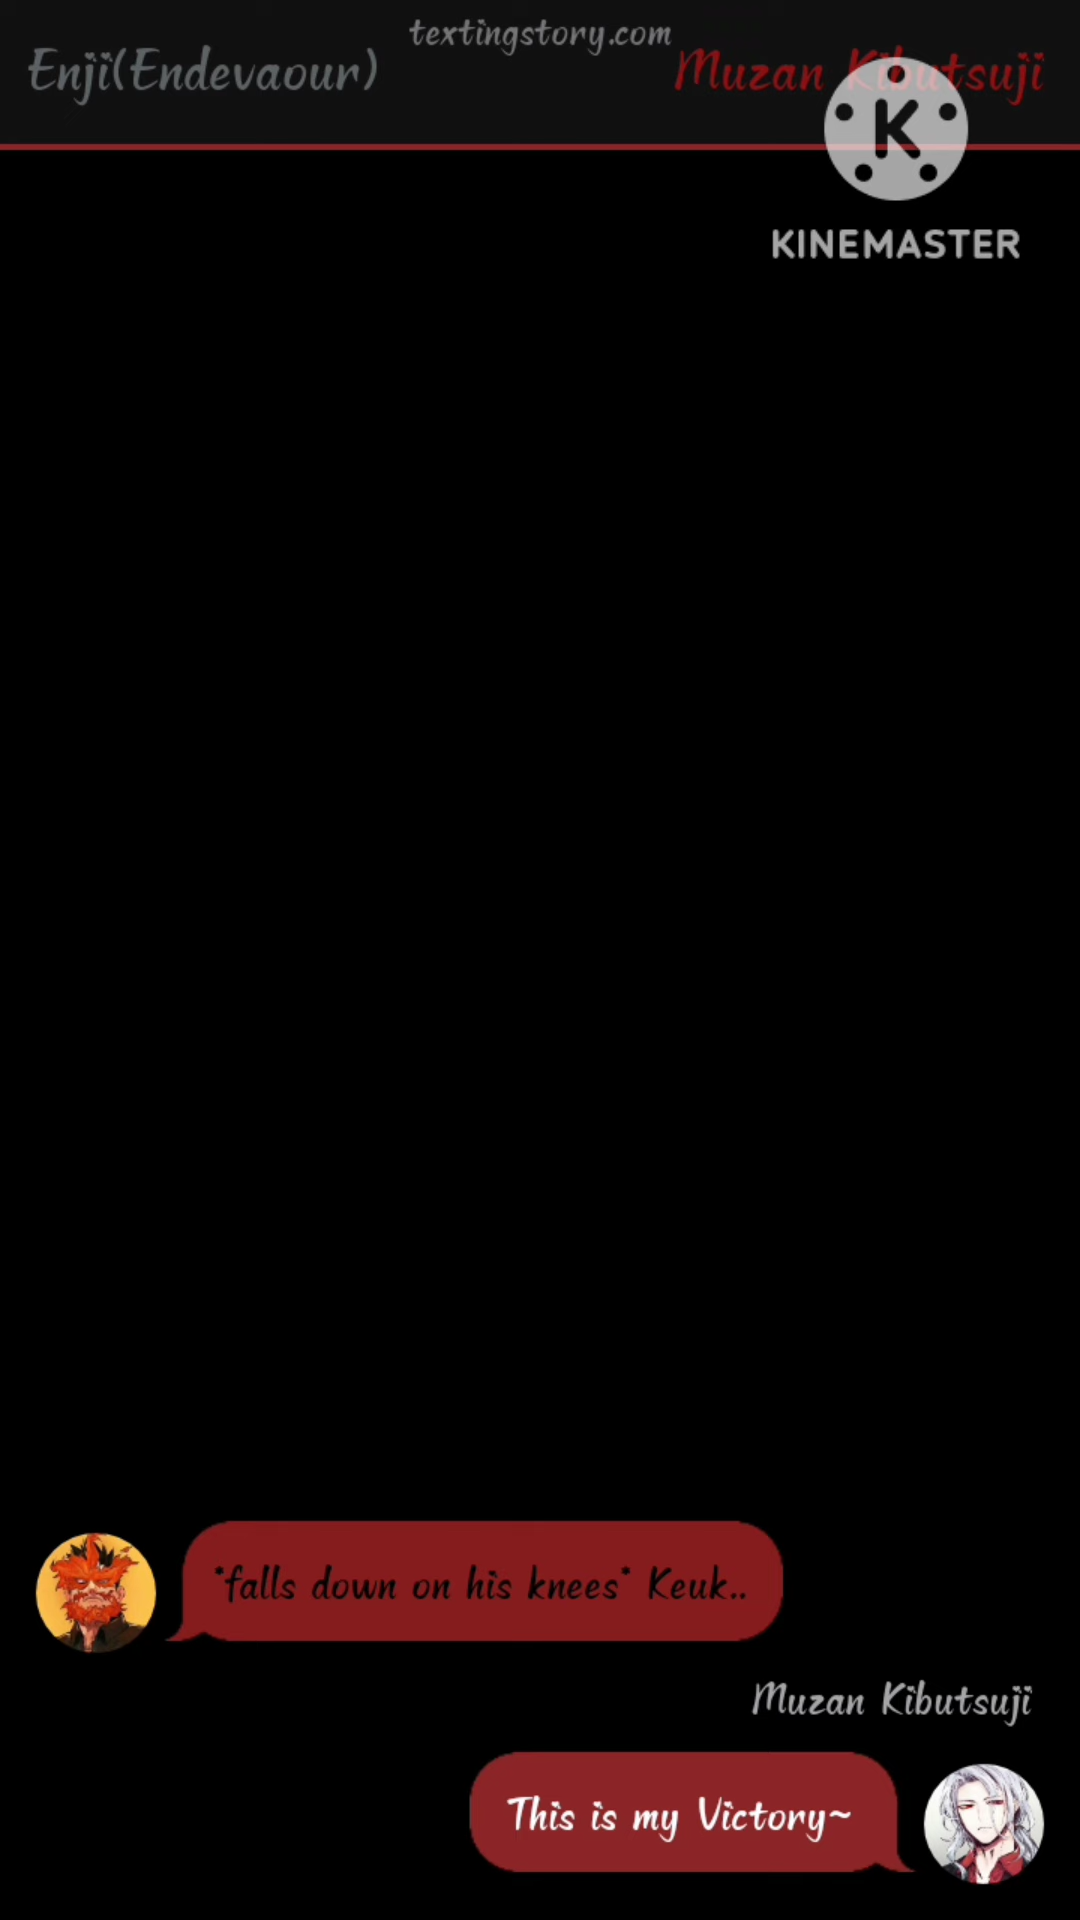 textingstory.com
Enji(Endevaour)
Muzan Kibutsuji
K
KINEMASTER
*falls down on his knees* Keuk..
Muzan Kibutsuji
This is my Victory~